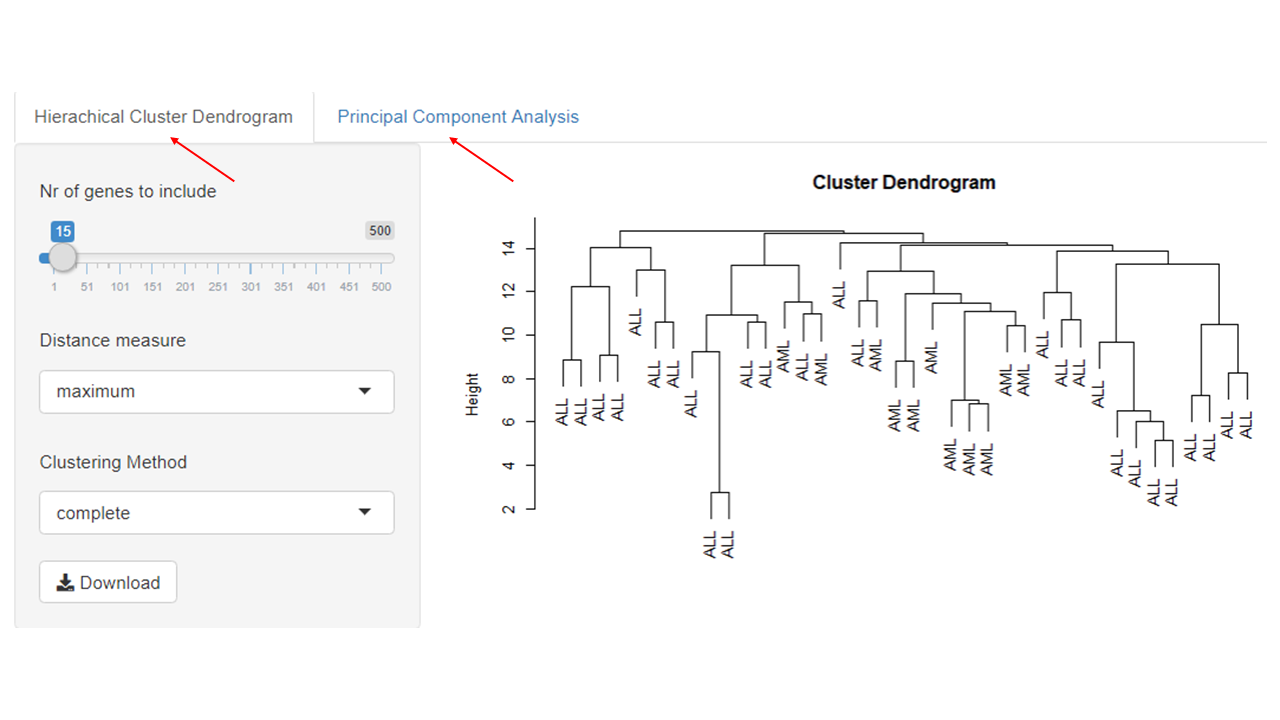 Hierachical Cluster Dendrogram
Principal Component Analysis
Nr of genes to include
15
500
1 51 101 151 201 251 301 351 401 451 500
Distance measure
maximum
Clustering Method
complete
Download
Cluster Dendrogram
Height
14
12
10
8
6
4
2
ALL
ALL
ALL
ALL
ALL
ALL
ALL
ALL
ALL
ALL
ALL
ALL
AML
ALL
AML
ALL
ALL
AML
AML
AML
AML
AML
AML
AML
AML
AML
ALL
ALL
ALL
ALL
ALL
ALL
ALL
ALL
ALL
ALL
ALL
ALL